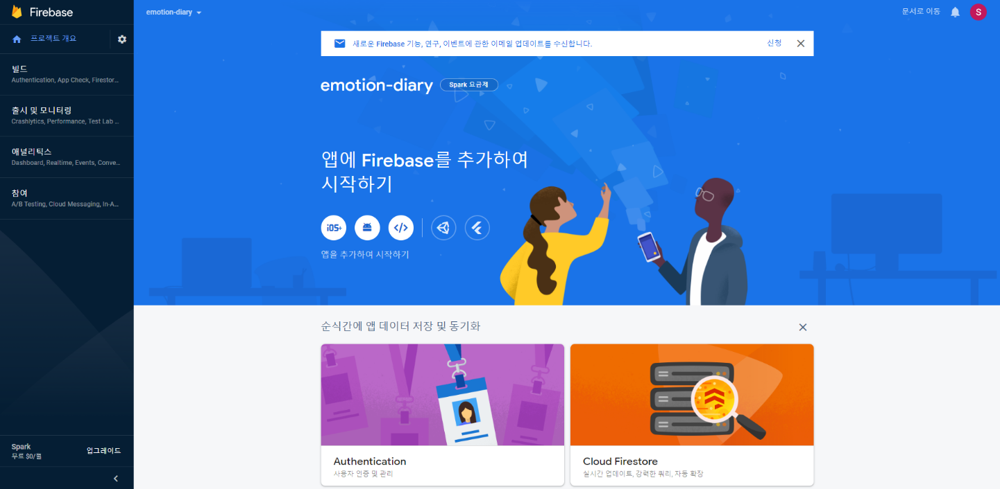 Firebase
emotion-diary
문서로 이동
S
프로젝트 개요
새로운 Firebase 기능, 연구, 이벤트에 관한 이메일 업데이트를 수신합니다.
신청
빌드
Authentication, App Check, Firestor...
emotion-diary
Spark 요금제
출시 및 모니터링
Crashlytics, Performance, Test Lab ...
애널리틱스
Dashboard, Realtime, Events, Conve...
앱에 Firebase를 추가하여
시작하기
참여
A/B Testing, Cloud Messaging, In-A...
iOS+
앱을 추가하여 시작하기
순식간에 앱 데이터 저장 및 동기화
Authentication
사용자 인증 및 관리
Cloud Firestore
실시간 업데이트, 강력한 쿼리, 자동 확장
Spark
무료 $0/월
업그레이드